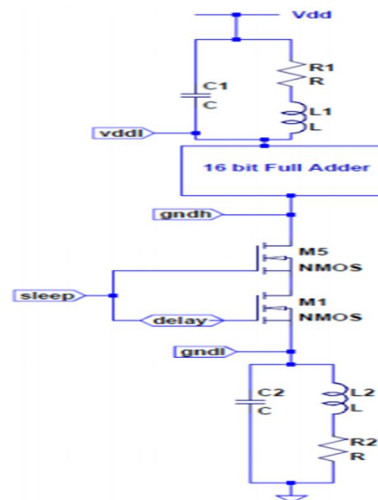 Vdd
R1
R
C1
C
L1
L
vddl
16 bit Full Adder
gndh
M5
NMOS
sleep
delay
M1
NMOS
gndl
C2
C
L2
L
R2
R